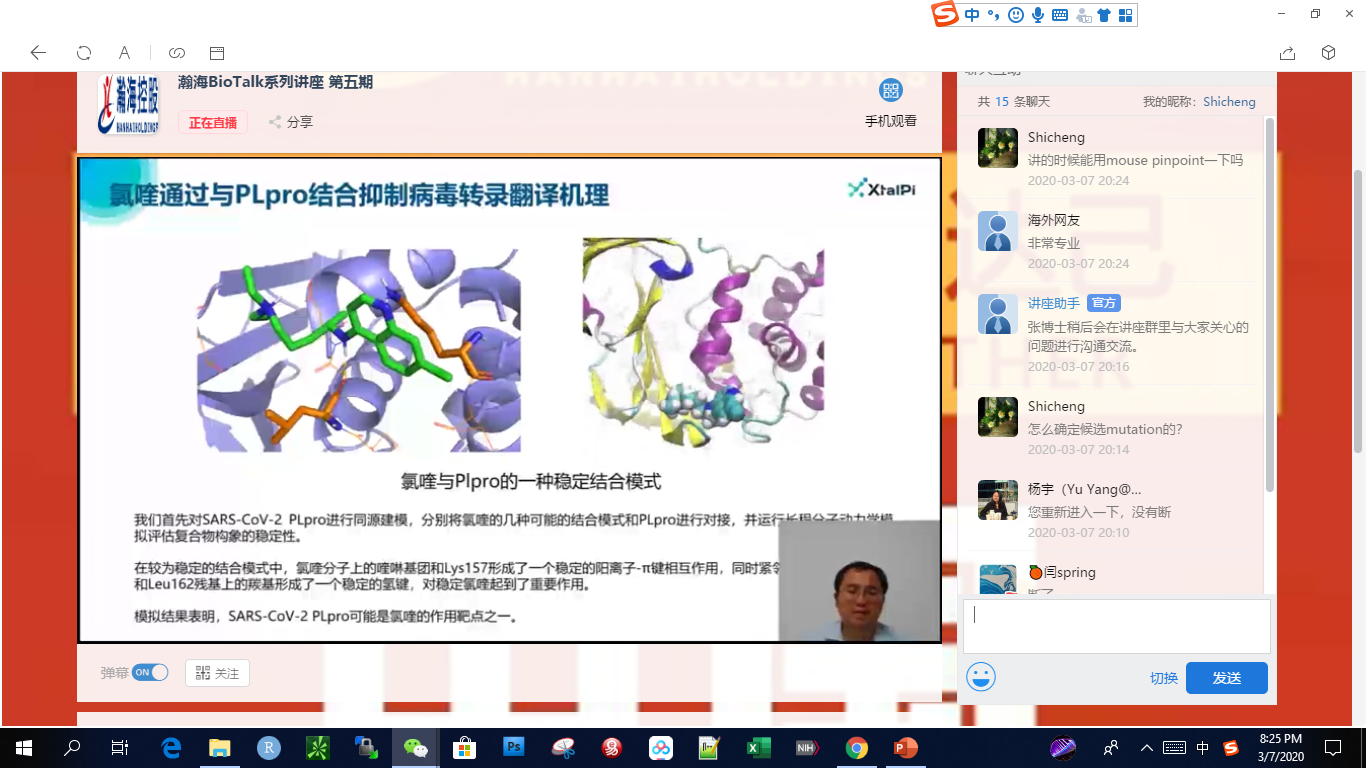 中
瀚海控股
HANHAIHOLDINGP
瀚海BioTalk系列讲座 第五期
正在直播
分享
手机观看
氯喹通过与PLpro结合抑制病毒转录翻译机理
XtalPi
氯喹与Plpro的一种稳定结合模式
我们首先对SARS-CoV-2 PLpro进行同源建模，分别将氯喹的几种可能的结合模式和PLpro进行对接，并运行长程分子动力学模
拟评估复合物构象的稳定性。
在较为稳定的结合模式中，氯喹分子上的喹啉基团和Lys157形成了一个稳定的阳离子-π键相互作用，同时紧邻
和Leu162残基上的羰基形成了一个稳定的氢键，对稳定氯喹起到了重要作用。
模拟结果表明，SARS-CoV-2 PLpro可能是氯喹的作用靶点之一。
弹幕
ON
关注
聊天互动
共 15 条聊天
我的昵称：Shicheng
Shicheng
讲的时候能用mouse pinpoint一下吗
2020-03-07 20:24
海外网友
非常专业
2020-03-07 20:24
讲座助手 官方
张博士稍后会在讲座群里与大家关心的
问题进行沟通交流。
2020-03-07 20:16
Shicheng
怎么确定候选mutation的?
2020-03-07 20:14
杨宇（Yu Yang@...
您重新进入一下，没有断
2020-03-07 20:10
闫spring
切换
发送
NIH
中
8:25 PM
3/7/2020